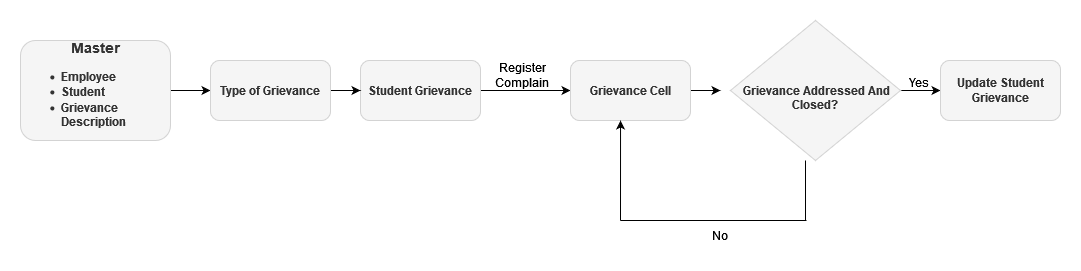 Master
• Employee
• Student
• Grievance
Description
Type of Grievance
Student Grievance
Register
Complain
Grievance Cell
Grievance Addressed And
Closed?
Yes
Update Student
Grievance
No